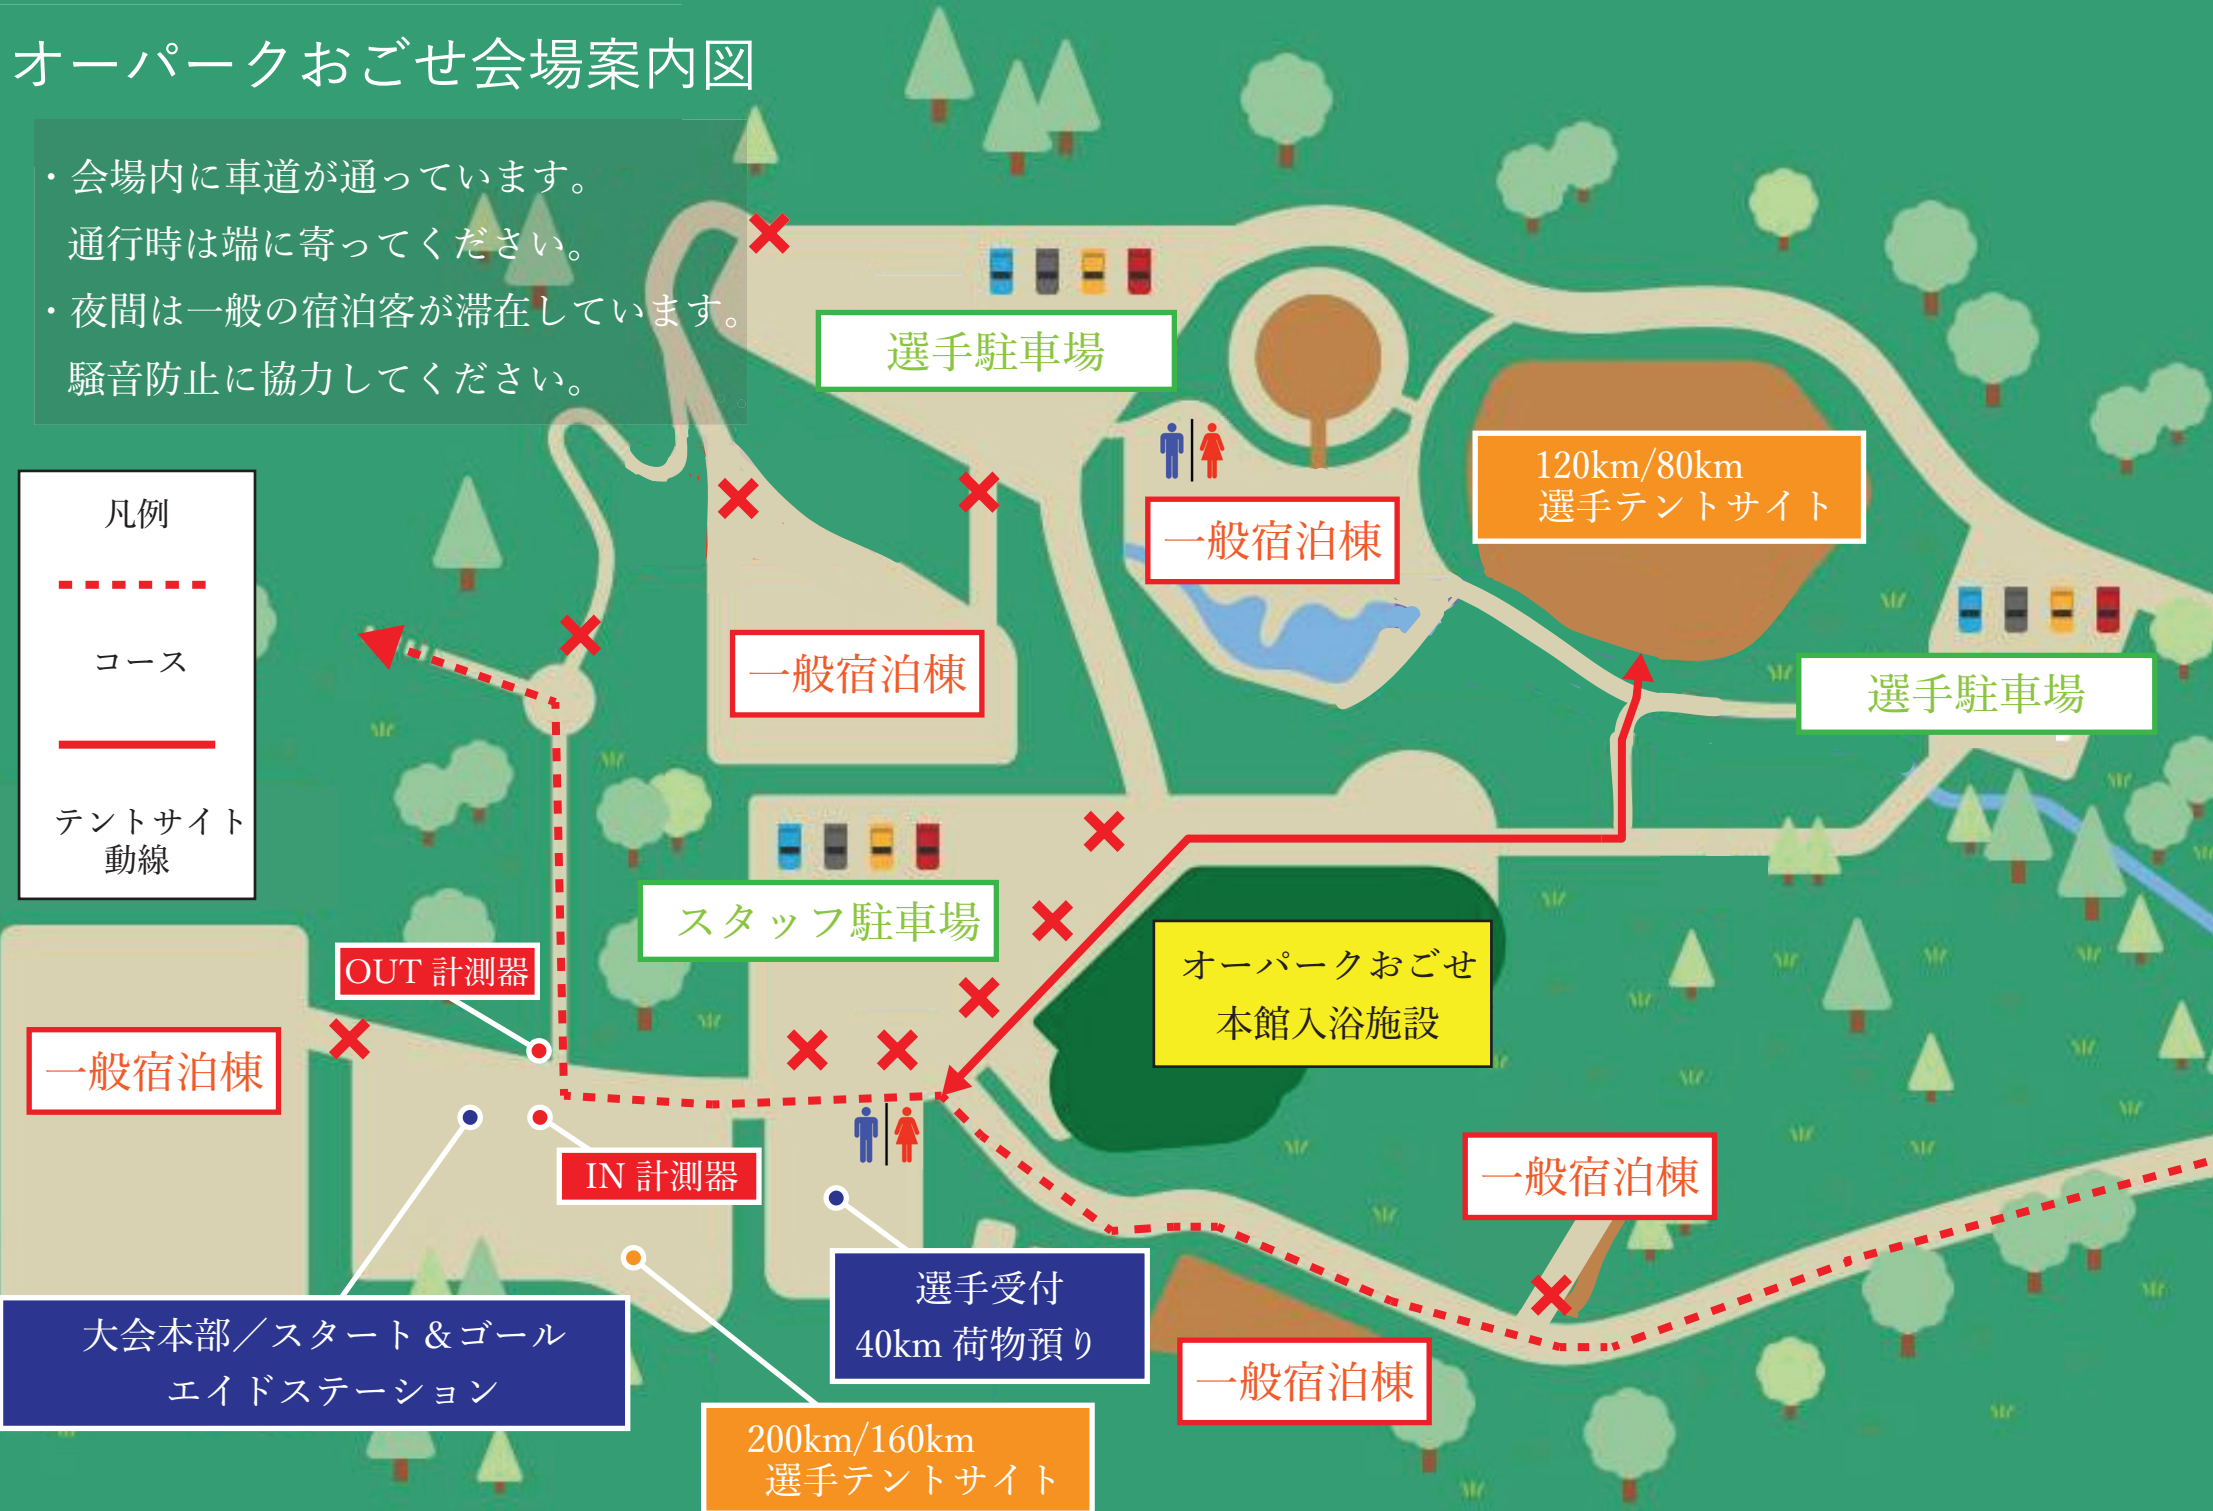 オーパークおごせ会場案内図
・会場内に車道が通っています。
通行時は端に寄ってください。
・夜間は一般の宿泊客が滞在しています。
騒音防止に協力してください。
選手駐車場
120km/80km
選手テントサイト
一般宿泊棟
凡例
コース
テントサイト
動線
一般宿泊棟
選手駐車場
スタッフ駐車場
OUT 計測器
オーパークおごせ
本館入浴施設
一般宿泊棟
IN 計測器
一般宿泊棟
選手受付
40km 荷物預り
大会本部／スタート&ゴール
エイドステーション
一般宿泊棟
200km/160km
選手テントサイト